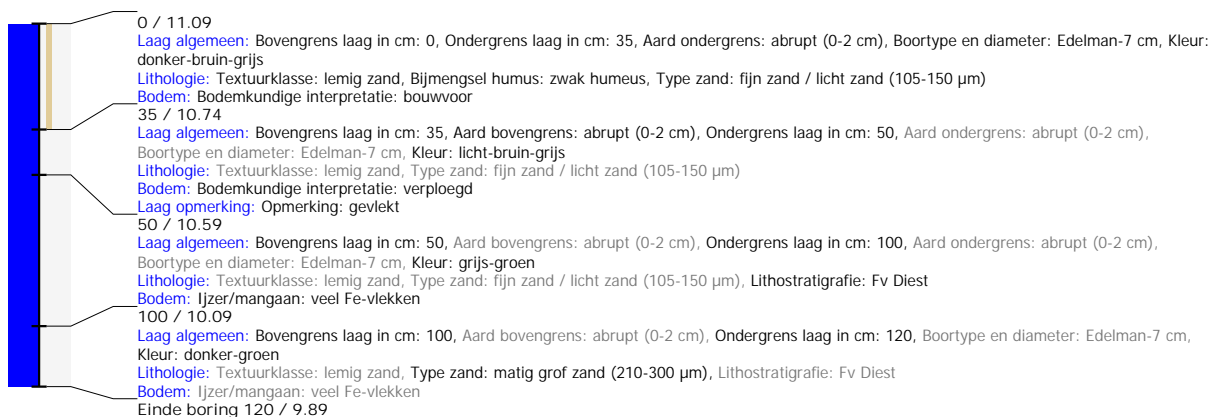 0 / 11.09
Laag algemeen: Bovengrens laag in cm: 0, Ondergrens laag in cm: 35, Aard ondergrens: abrupt (0-2 cm), Boortype en diameter: Edelman-7 cm, Kleur:
donker-bruin-grijs
Lithologie: Textuurklasse: lemig zand, Bijmengsel humus: zwak humeus, Type zand: fijn zand / licht zand (105-150 µm)
Bodem: Bodemkundige interpretatie: bouwvoor
35 / 10.74
Laag algemeen: Bovengrens laag in cm: 35, Aard bovengrens: abrupt (0-2 cm), Ondergrens laag in cm: 50, Aard ondergrens: abrupt (0-2 cm),
Boortype en diameter: Edelman-7 cm, Kleur: licht-bruin-grijs
Lithologie: Textuurklasse: lemig zand, Type zand: fijn zand / licht zand (105-150 µm)
Bodem: Bodemkundige interpretatie: verploegd
Laag opmerking: Opmerking: gevlekt
50 / 10.59
Laag algemeen: Bovengrens laag in cm: 50, Aard bovengrens: abrupt (0-2 cm), Ondergrens laag in cm: 100, Aard ondergrens: abrupt (0-2 cm),
Boortype en diameter: Edelman-7 cm, Kleur: grijs-groen
Lithologie: Textuurklasse: lemig zand, Type zand: fijn zand / licht zand (105-150 µm), Lithostratigrafie: Fv Diest
Bodem: Ijzer/mangaan: veel Fe-vlekken
100 / 10.09
Laag algemeen: Bovengrens laag in cm: 100, Aard bovengrens: abrupt (0-2 cm), Ondergrens laag in cm: 120, Boortype en diameter: Edelman-7 cm,
Kleur: donker-groen
Lithologie: Textuurklasse: lemig zand, Type zand: matig grof zand (210-300 µm), Lithostratigrafie: Fv Diest
Bodem: Ijzer/mangaan: veel Fe-vlekken
Einde boring 120 / 9.89